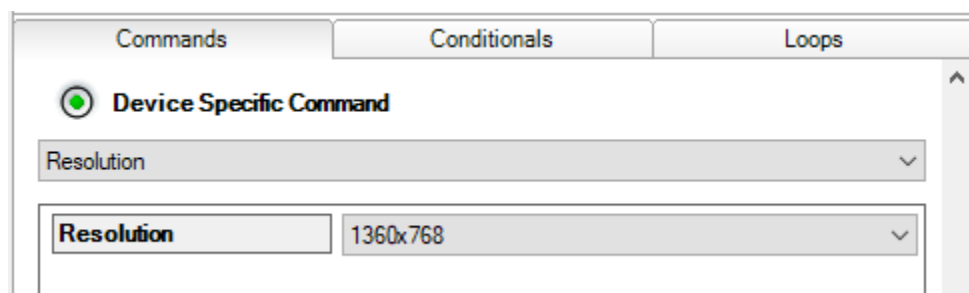 Commands Conditionals Loops
Device Specific Command
Resolution
Resolution 1360x768